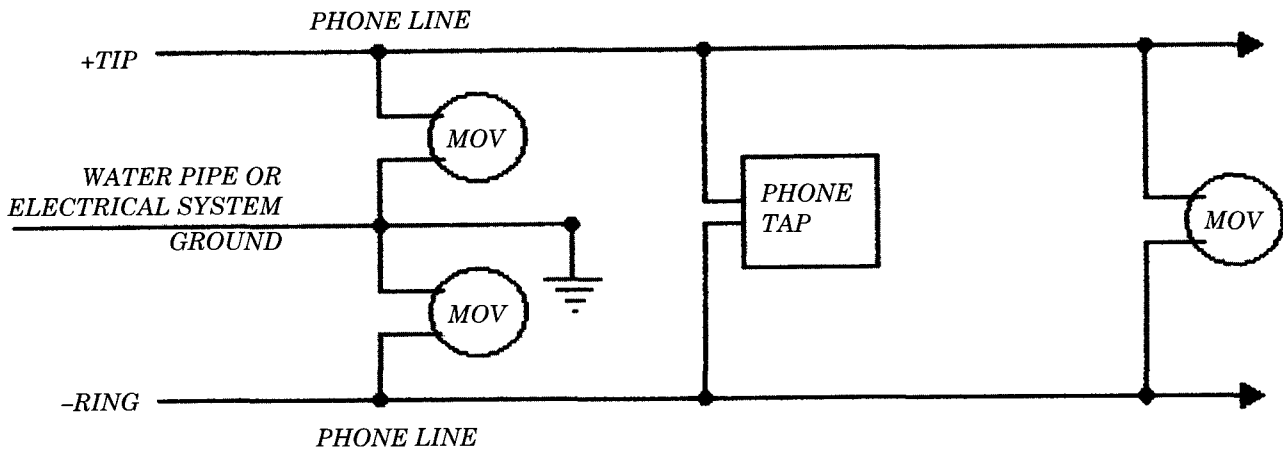 PHONE LINE
+TIP
MOV
WATER PIPE OR
ELECTRICAL SYSTEM
GROUND
PHONE
TAP
MOV
MOV
–RING
PHONE LINE